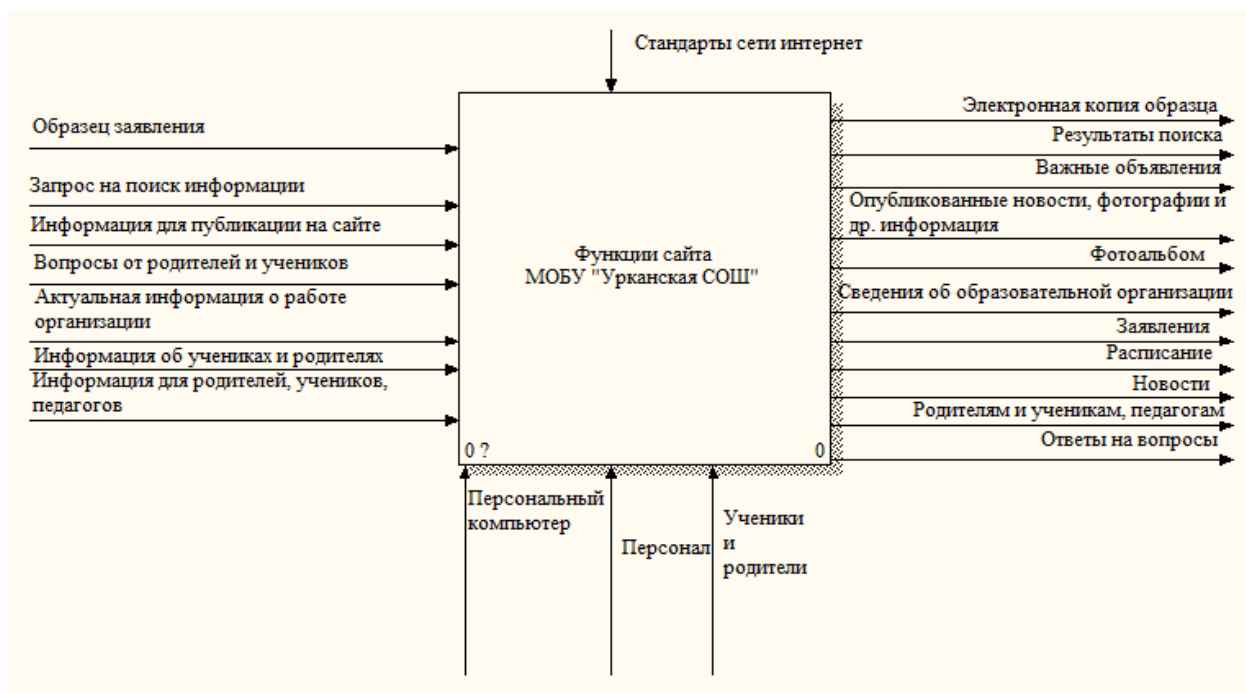 Стандарты сети интернет
Образец заявления
Запрос на поиск информации
Информация для публикации на сайте
Вопросы от родителей и учеников
Актуальная информация о работе
организации
Информация об учениках и родителях
Информация для родителей, учеников,
педагогов
Функции сайта
МОБУ "Урканская СОШ"
0 ?
0
Электронная копия образца
Результаты поиска
Важные объявления
Опубликованные новости, фотографии и
др. информация
Фотоальбом
Сведения об образовательной организации
Заявления
Расписание
Новости
Родителям и ученикам, педагогам
Ответы на вопросы
Персональный
компьютер
Персонал
Ученики
и
родители